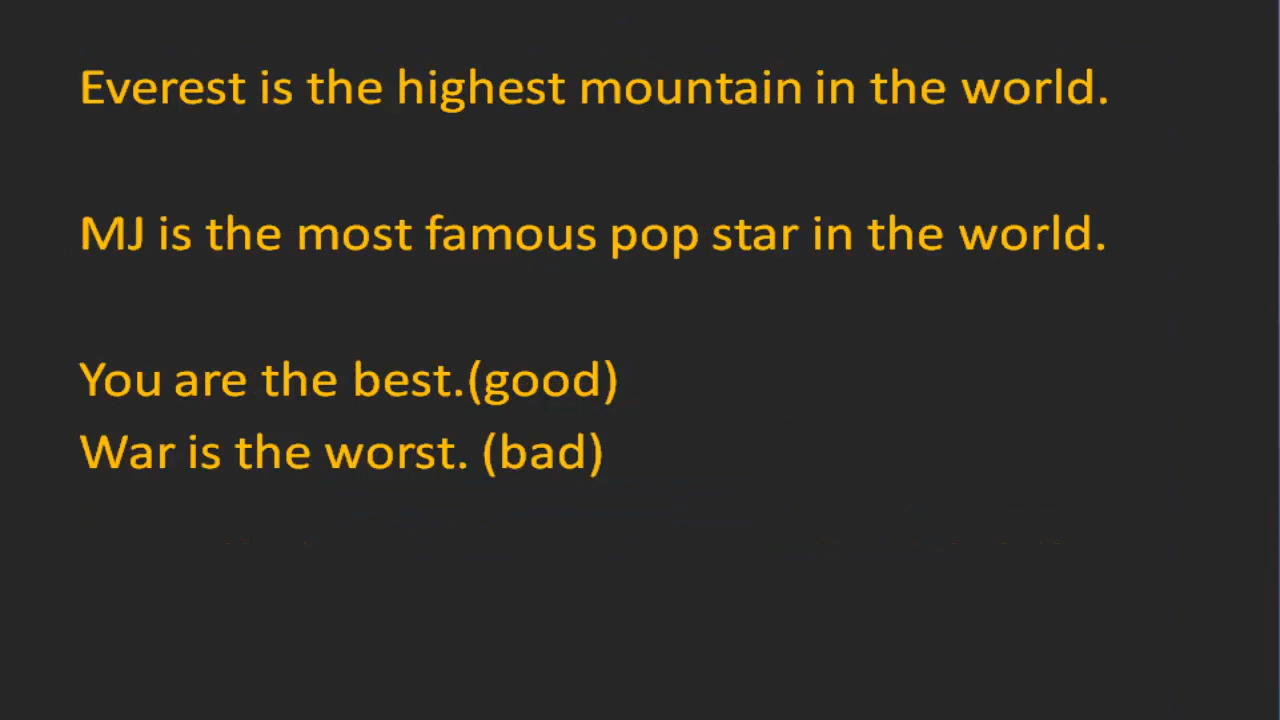 Everest is the highest mountain in the world.
MJ is the most famous pop star in the world.
You are the best.(good)
War is the worst. (bad)